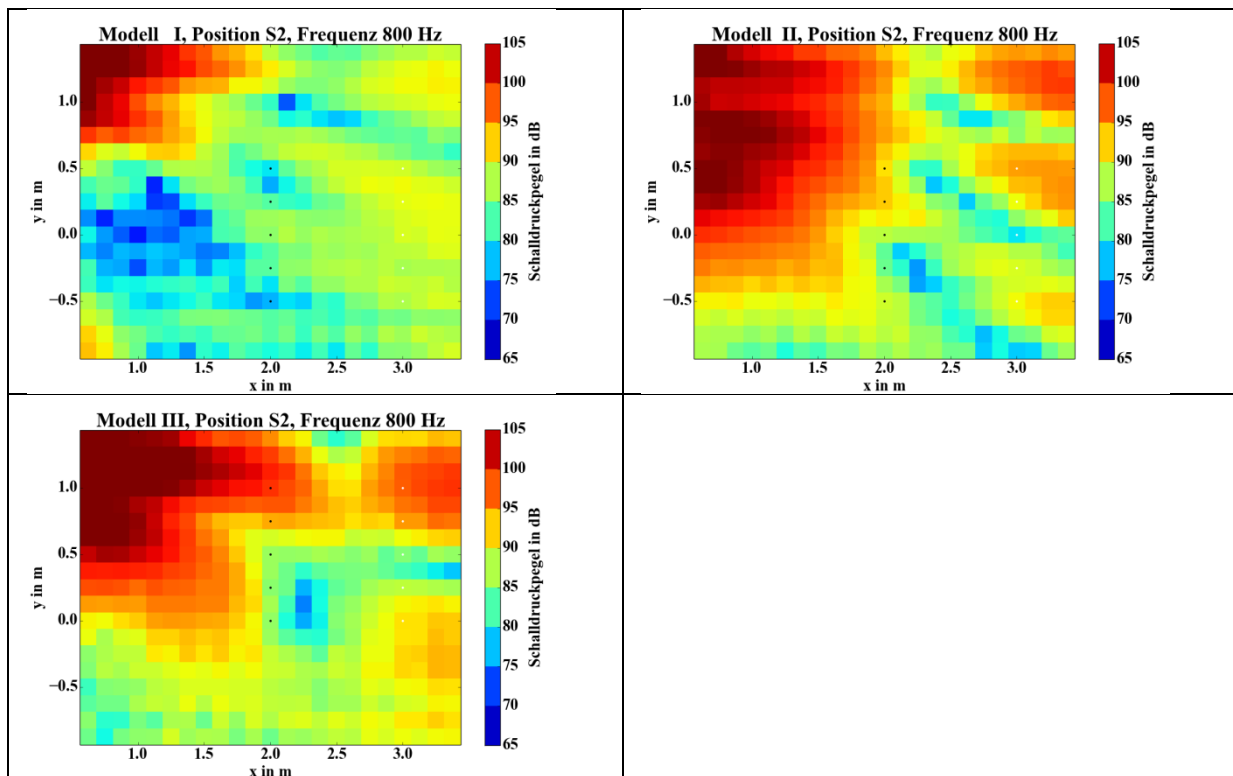 Modell I, Position S2, Frequenz 800 Hz
105
100
95
90
85
80
75
70
65
Schalldruckpegel in dB
1.0
0.5
0.0
−0.5
y in m
1.0 1.5 2.0 2.5 3.0
x in m
Modell II, Position S2, Frequenz 800 Hz
105
100
95
90
85
80
75
70
65
Schalldruckpegel in dB
1.0
0.5
0.0
−0.5
y in m
1.0 1.5 2.0 2.5 3.0
x in m
Modell III, Position S2, Frequenz 800 Hz
105
100
95
90
85
80
75
70
65
Schalldruckpegel in dB
1.0
0.5
0.0
−0.5
y in m
1.0 1.5 2.0 2.5 3.0
x in m